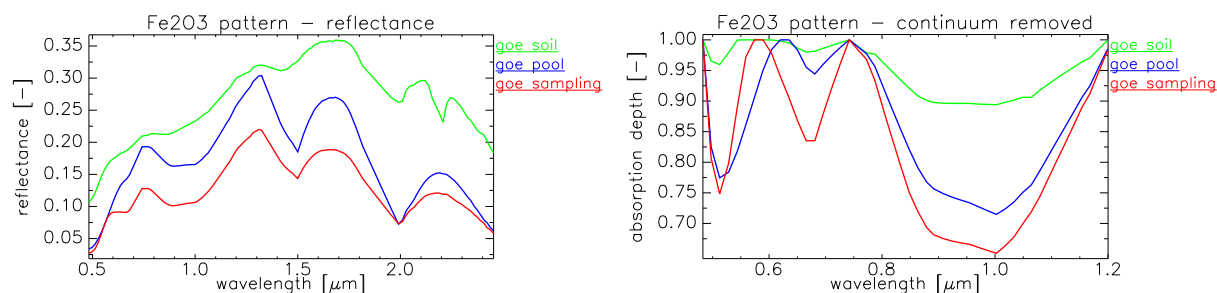 Fe2O3 pattern – reflectance
0.35
0.30
0.25
0.20
0.15
0.10
0.05
reflectance [–]
0.5
1.0
1.5
2.0
wavelength [μm]
goe soil
goe pool
goe sampling
Fe2O3 pattern – continuum removed
1.00
0.95
0.90
0.85
0.80
0.75
0.70
absorption depth [–]
0.6
0.8
1.0
1.2
wavelength [μm]
goe soil
goe pool
goe sampling